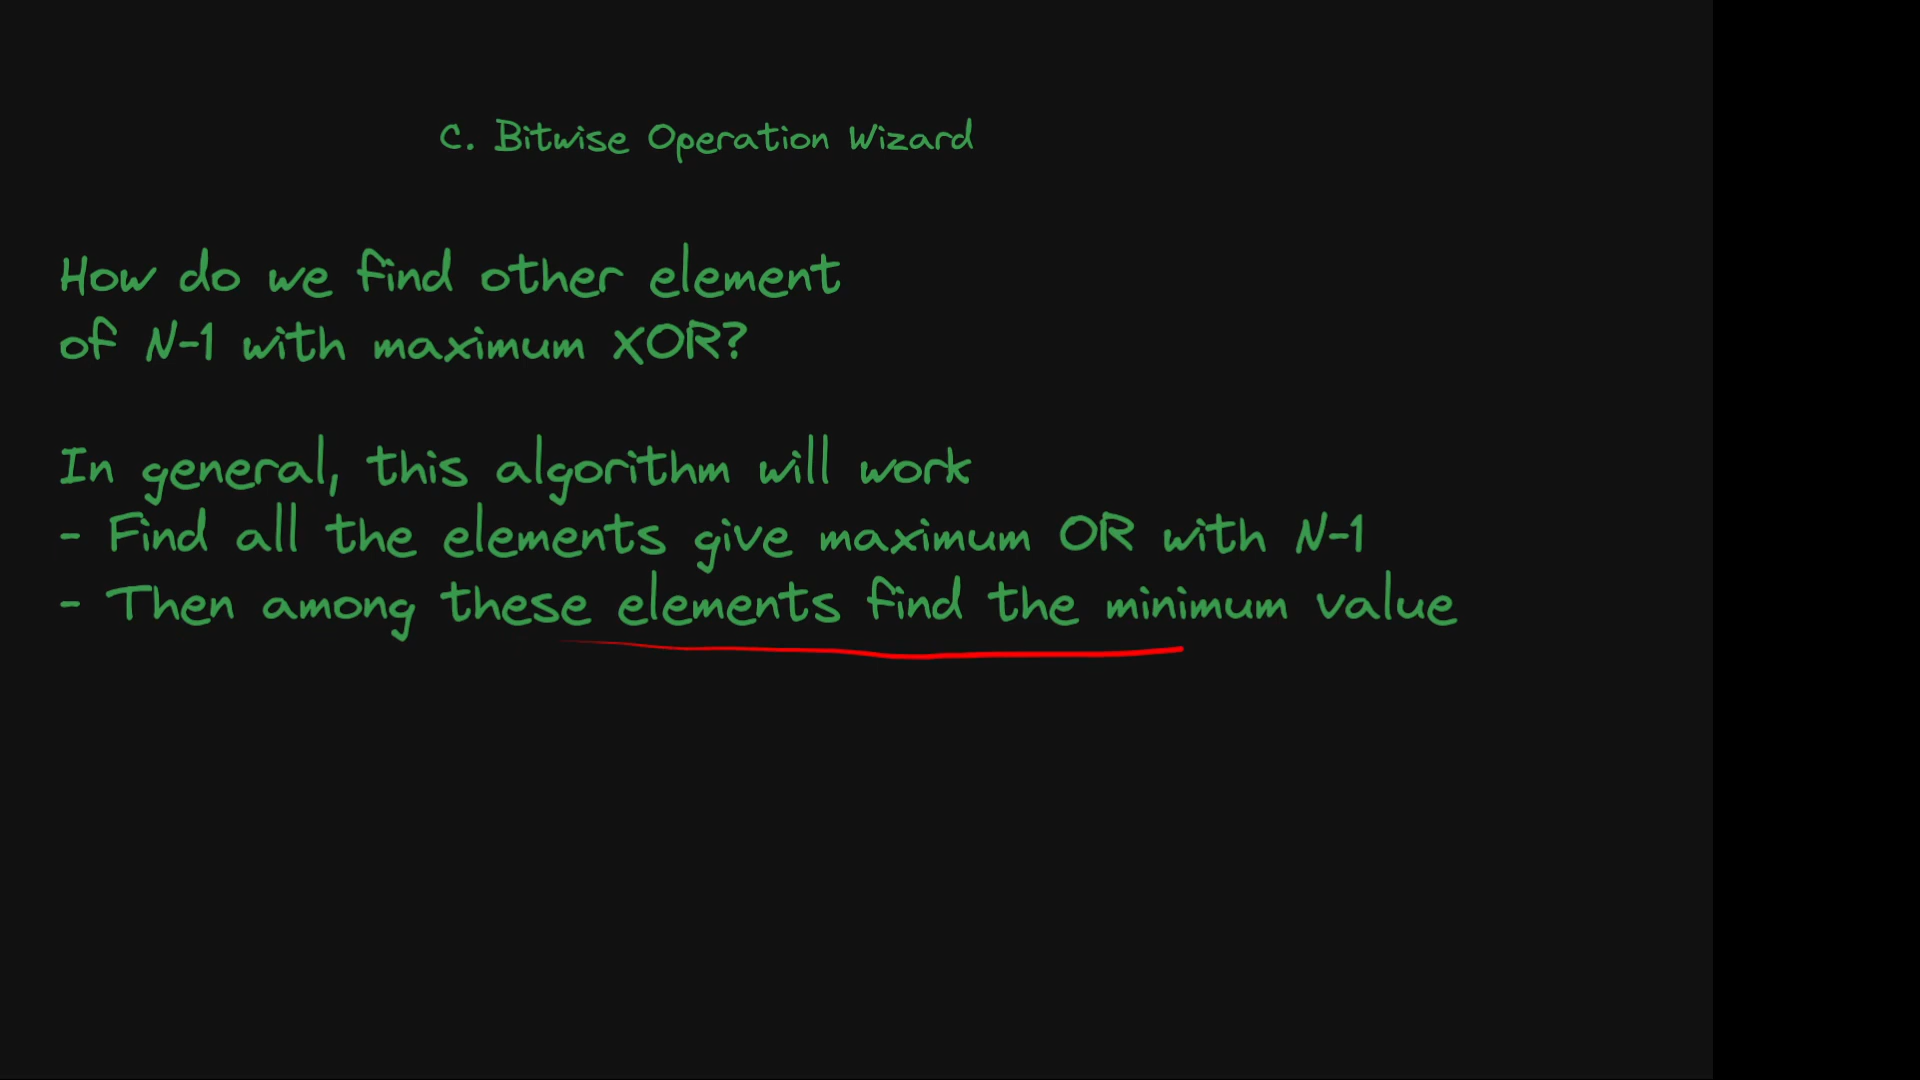 C. Bitwise Operation Wizard
How do we find other element
of N-1 with maximum XOR?
In general, this algorithm will work
- Find all the elements give maximum OR with N-1
- Then among these elements find the minimum value